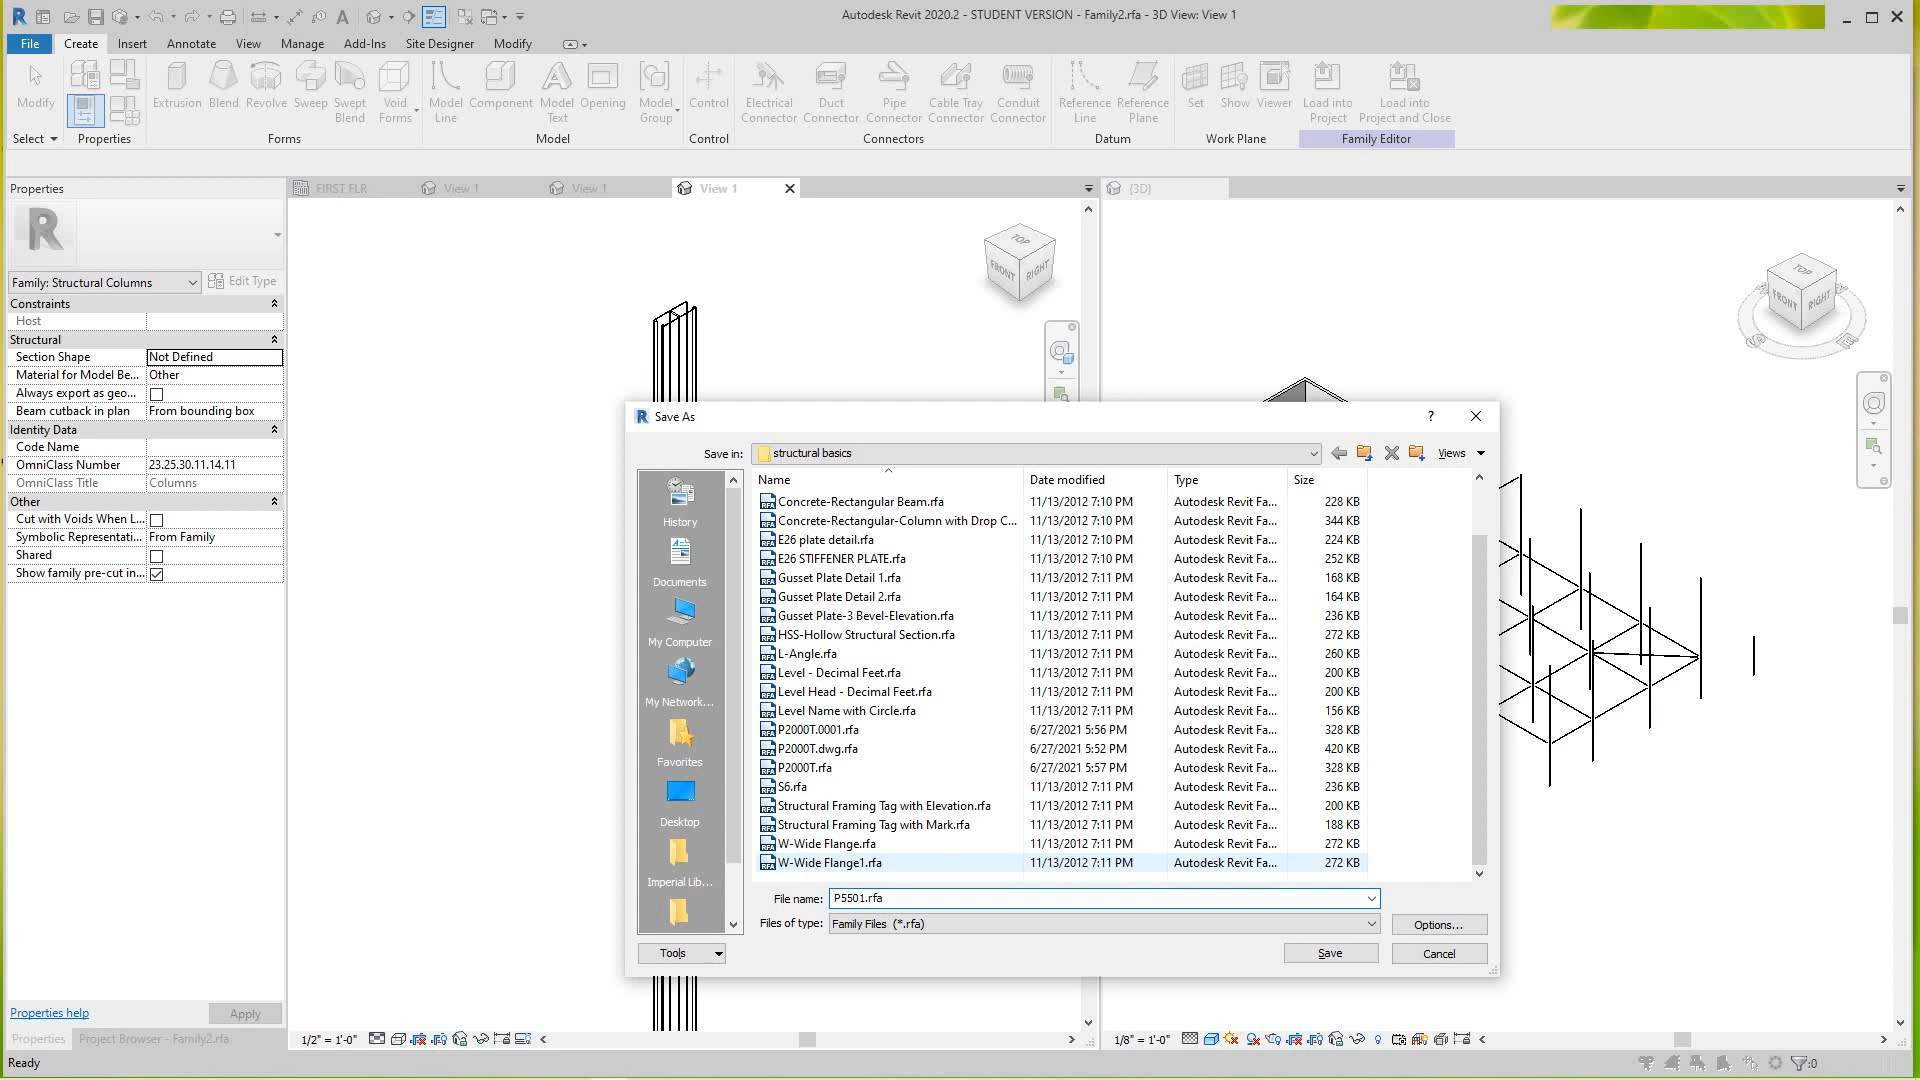 Autodesk Revit 2020.2 - STUDENT VERSION - Family2.rfa - 3D View: View 1
File Create Insert Annotate View Manage Add-Ins Site Designer Modify
Modify Extrusion Blend Revolve Sweep Swept Blend Void Forms Model Line Component Model Text Opening Model Group Control Electrical Connector Duct Connector Pipe Connector Cable Tray Connector Conduit Connector Reference Line Reference Plane Set Show Viewer Load into Project Load into Project and Close
Select Properties Forms Model Control Connectors Datum Work Plane Family Editor
Properties
FIRST FLR View 1 View 1 View 1 {3D}
Family: Structural Columns Edit Type
Constraints
Host
Structural
Section Shape Not Defined
Material for Model Be... Other
Always export as geo...
Beam cutback in plan From bounding box
Identity Data
Code Name
OmniClass Number 23.25.30.11.14.11
OmniClass Title Columns
Other
Cut with Voids When L...
Symbolic Representati... From Family
Shared
Show family pre-cut in...
Properties help Apply
Properties Project Browser - Family2.rfa
Ready
TOP
FRONT RIGHT
TOP
FRONT RIGHT
Save As ?
Save in: structural basics Views
History
Documents
My Computer
My Network...
Favorites
Desktop
Imperial Lib...
Name Date modified Type Size
Concrete-Rectangular Beam.rfa 11/13/2012 7:10 PM Autodesk Revit Fa... 228 KB
Concrete-Rectangular-Column with Drop C... 11/13/2012 7:10 PM Autodesk Revit Fa... 344 KB
E26 plate detail.rfa 11/13/2012 7:10 PM Autodesk Revit Fa... 224 KB
E26 STIFFENER PLATE.rfa 11/13/2012 7:10 PM Autodesk Revit Fa... 252 KB
Gusset Plate Detail 1.rfa 11/13/2012 7:11 PM Autodesk Revit Fa... 168 KB
Gusset Plate Detail 2.rfa 11/13/2012 7:11 PM Autodesk Revit Fa... 164 KB
Gusset Plate-3 Bevel-Elevation.rfa 11/13/2012 7:11 PM Autodesk Revit Fa... 236 KB
HSS-Hollow Structural Section.rfa 11/13/2012 7:11 PM Autodesk Revit Fa... 272 KB
L-Angle.rfa 11/13/2012 7:11 PM Autodesk Revit Fa... 260 KB
Level - Decimal Feet.rfa 11/13/2012 7:11 PM Autodesk Revit Fa... 200 KB
Level Head - Decimal Feet.rfa 11/13/2012 7:11 PM Autodesk Revit Fa... 200 KB
Level Name with Circle.rfa 11/13/2012 7:11 PM Autodesk Revit Fa... 156 KB
P2000T.0001.rfa 6/27/2021 5:56 PM Autodesk Revit Fa... 328 KB
P2000T.dwg.rfa 6/27/2021 5:52 PM Autodesk Revit Fa... 420 KB
P2000T.rfa 6/27/2021 5:57 PM Autodesk Revit Fa... 328 KB
S6.rfa 11/13/2012 7:11 PM Autodesk Revit Fa... 236 KB
Structural Framing Tag with Elevation.rfa 11/13/2012 7:11 PM Autodesk Revit Fa... 200 KB
Structural Framing Tag with Mark.rfa 11/13/2012 7:11 PM Autodesk Revit Fa... 188 KB
W-Wide Flange.rfa 11/13/2012 7:11 PM Autodesk Revit Fa... 272 KB
W-Wide Flange1.rfa 11/13/2012 7:11 PM Autodesk Revit Fa... 272 KB
File name: P5501.rfa
Files of type: Family Files (*.rfa) Options...
Tools Save Cancel
1/2" = 1'-0" 1/8" = 1'-0"
:0